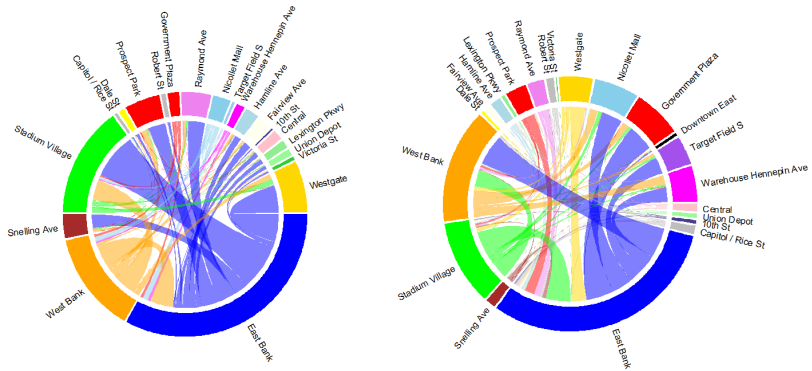 Government Plaza
Robert St
Prospect Park
Dale St
Capitol / Rice St
Stadium Village
Snelling Ave
West Bank
East Bank
Raymond Ave
Nicollet Mall
Target Field S
Warehouse Hennepin Ave
Hamline Ave
Fairview Ave
10th St
Central
Lexington Pkwy
Union Depot
Victoria St
Westgate
Victoria St
Robert St
Raymond Ave
Prospect Park
Lexington Pkwy
Hamline Ave
Fairview Ave
Dale St
West Bank
Stadium Village
Snelling Ave
East Bank
Westgate
Nicollet Mall
Government Plaza
Downtown East
Target Field S
Warehouse Hennepin Ave
Central
Union Depot
10th St
Capitol / Rice St